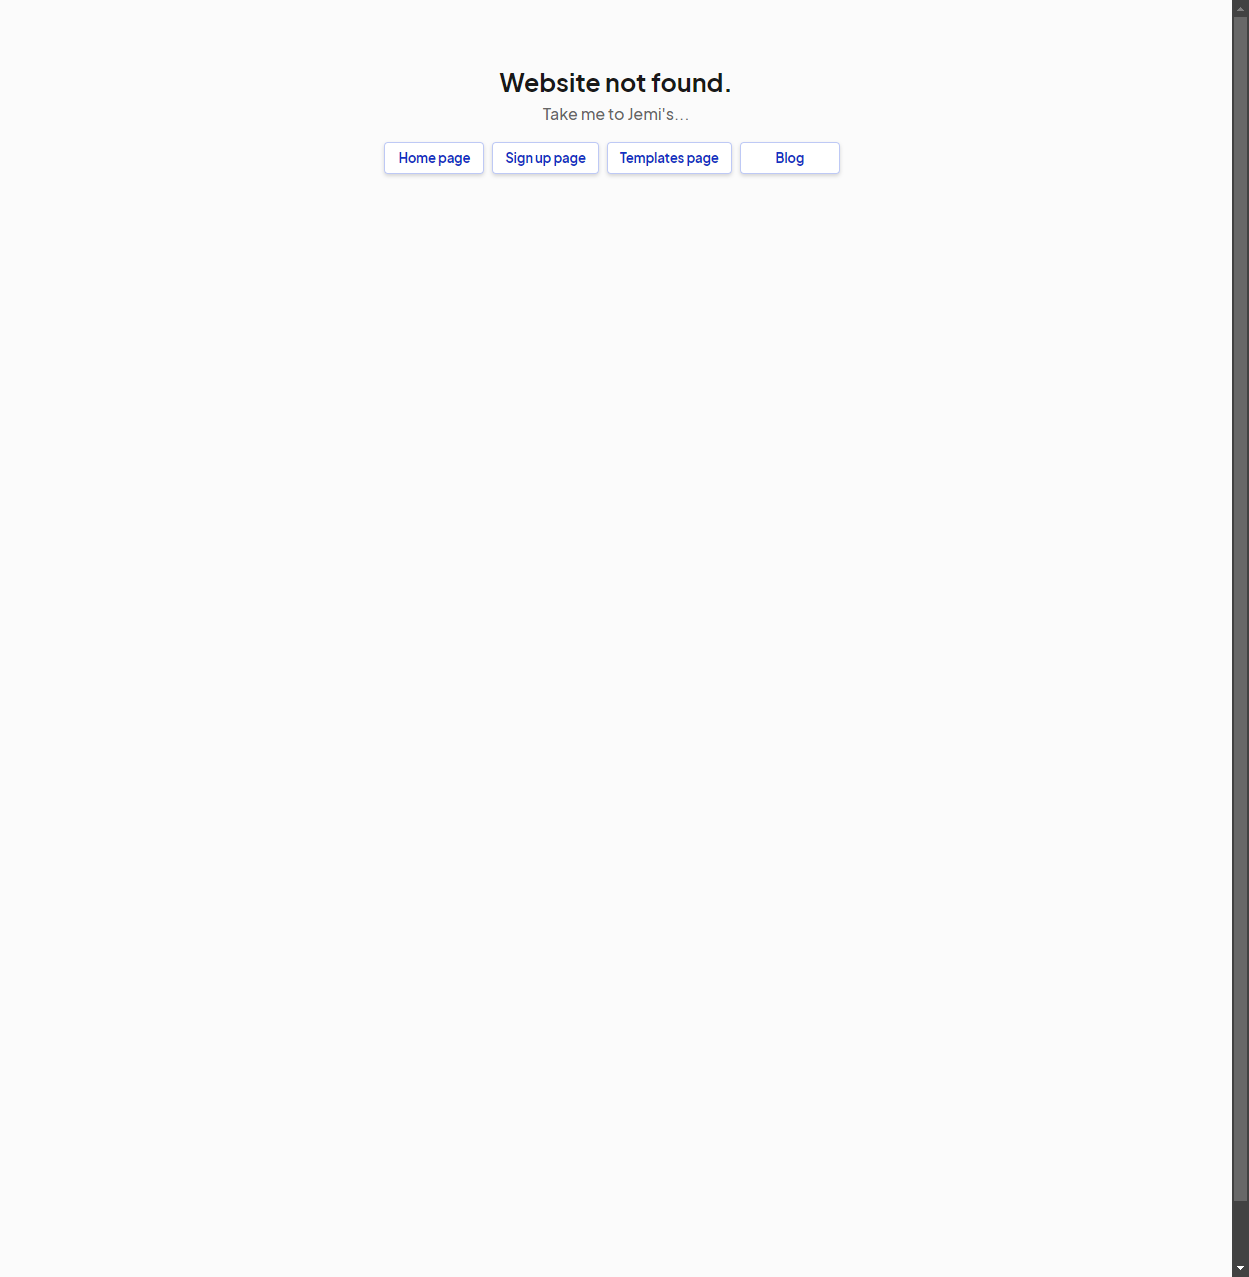 Website not found.
Take me to Jemi's...
Home page Sign up page Templates page Blog